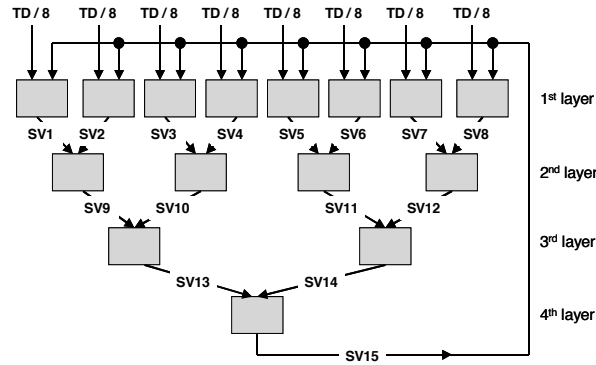 TD / 8 TD / 8 TD / 8 TD / 8 TD / 8 TD / 8 TD / 8 TD / 8
1st layer
SV1 SV2 SV3 SV4 SV5 SV6 SV7 SV8
2nd layer
SV9 SV10 SV11 SV12
3rd layer
SV13 SV14
4th layer
SV15